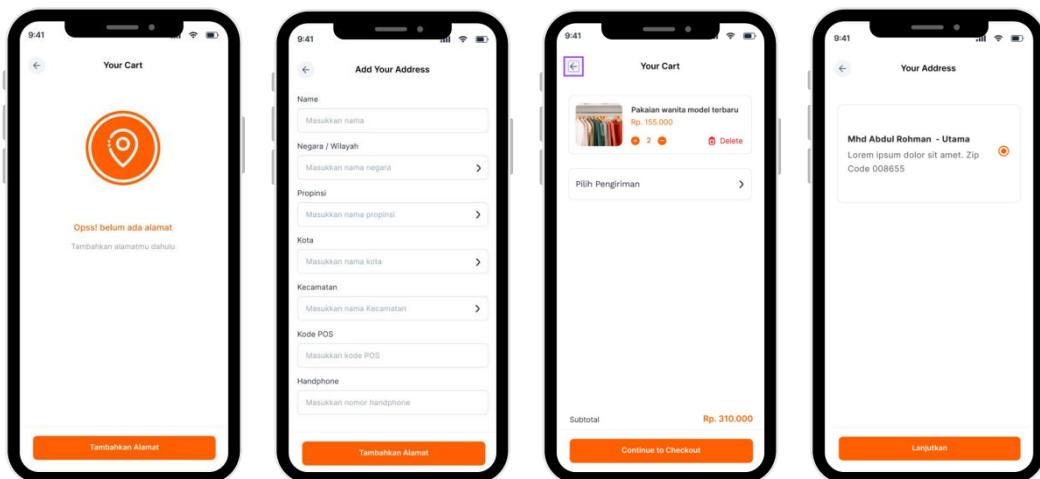 9:41
Your Cart
Opss! belum ada alamat
Tambahkan alamatmu dahulu
Tambahkan Alamat
9:41
Add Your Address
Name
Masukkan nama
Negara / Wilayah
Masukkan nama negara
Propinsi
Masukkan nama propinsi
Kota
Masukkan nama kota
Kecamatan
Masukkan nama Kecamatan
Kode POS
Masukkan kode POS
Handphone
Masukkan nomor handphone
Tambahkan Alamat
9:41
Your Cart
Pakaian wanita model terbaru
Rp. 155.000
2 Delete
Pilih Pengiriman
Subtotal Rp. 310.000
Continue to Checkout
9:41
Your Address
Mhd Abdul Rohman - Utama
Lorem ipsum dolor sit amet. Zip
Code 008655
Lanjutkan